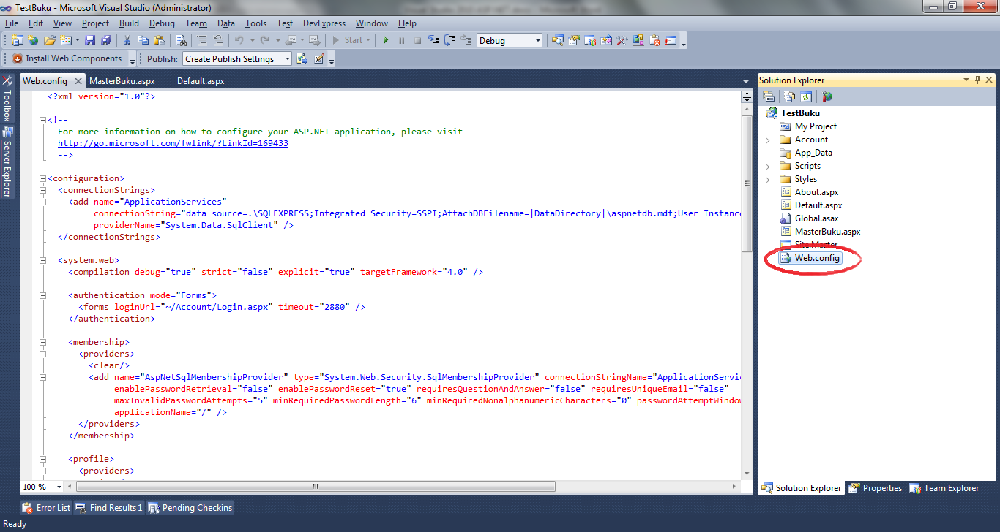 TestBuku - Microsoft Visual Studio (Administrator)
File Edit View Project Build Debug Team Data Tools Test DevExpress Window Help
Start Debug
Install Web Components Publish: Create Publish Settings
Toolbox
Server Explorer
Web.config MasterBuku.aspx Default.aspx
<?xml version="1.0"?>
<!--
For more information on how to configure your ASP.NET application, please visit
http://go.microsoft.com/fwlink/?LinkId=169433
-->
<configuration>
<connectionStrings>
<add name="ApplicationServices"
connectionString="data source=.\SQLEXPRESS;Integrated Security=SSPI;AttachDBFilename=|DataDirectory|\aspnetdb.mdf;User Instanc
providerName="System.Data.SqlClient" />
</connectionStrings>
<system.web>
<compilation debug="true" strict="false" explicit="true" targetFramework="4.0" />
<authentication mode="Forms">
<forms loginUrl="~/Account/Login.aspx" timeout="2880" />
</authentication>
<membership>
<providers>
<clear/>
<add name="AspNetSqlMembershipProvider" type="System.Web.Security.SqlMembershipProvider" connectionStringName="ApplicationServic
enablePasswordRetrieval="false" enablePasswordReset="true" requiresQuestionAndAnswer="false" requiresUniqueEmail="false"
maxInvalidPasswordAttempts="5" minRequiredPasswordLength="6" minRequiredNonalphanumericCharacters="0" passwordAttemptWindow
applicationName="/" />
</providers>
</membership>
<profile>
<providers>
100 %
Solution Explorer
TestBuku
My Project
Account
App_Data
Scripts
Styles
About.aspx
Default.aspx
Global.asax
MasterBuku.aspx
Site.Master
Web.config
Solution Explorer Properties Team Explorer
Error List Find Results 1 Pending Checkins
Ready